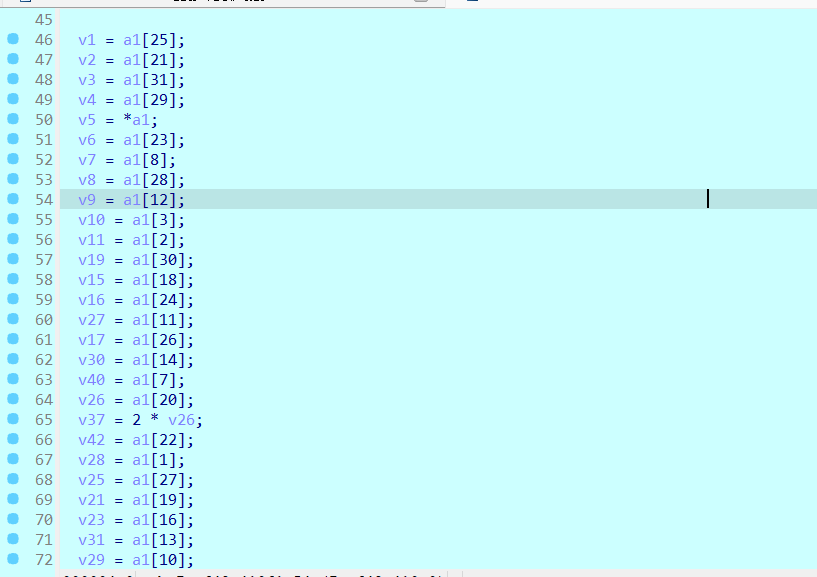 45
46 v1 = a1[25];
47 v2 = a1[21];
48 v3 = a1[31];
49 v4 = a1[29];
50 v5 = *a1;
51 v6 = a1[23];
52 v7 = a1[8];
53 v8 = a1[28];
54 v9 = a1[12];
55 v10 = a1[3];
56 v11 = a1[2];
57 v19 = a1[30];
58 v15 = a1[18];
59 v16 = a1[24];
60 v27 = a1[11];
61 v17 = a1[26];
62 v30 = a1[14];
63 v40 = a1[7];
64 v26 = a1[20];
65 v37 = 2 * v26;
66 v42 = a1[22];
67 v28 = a1[1];
68 v25 = a1[27];
69 v21 = a1[19];
70 v23 = a1[16];
71 v31 = a1[13];
72 v29 = a1[10];